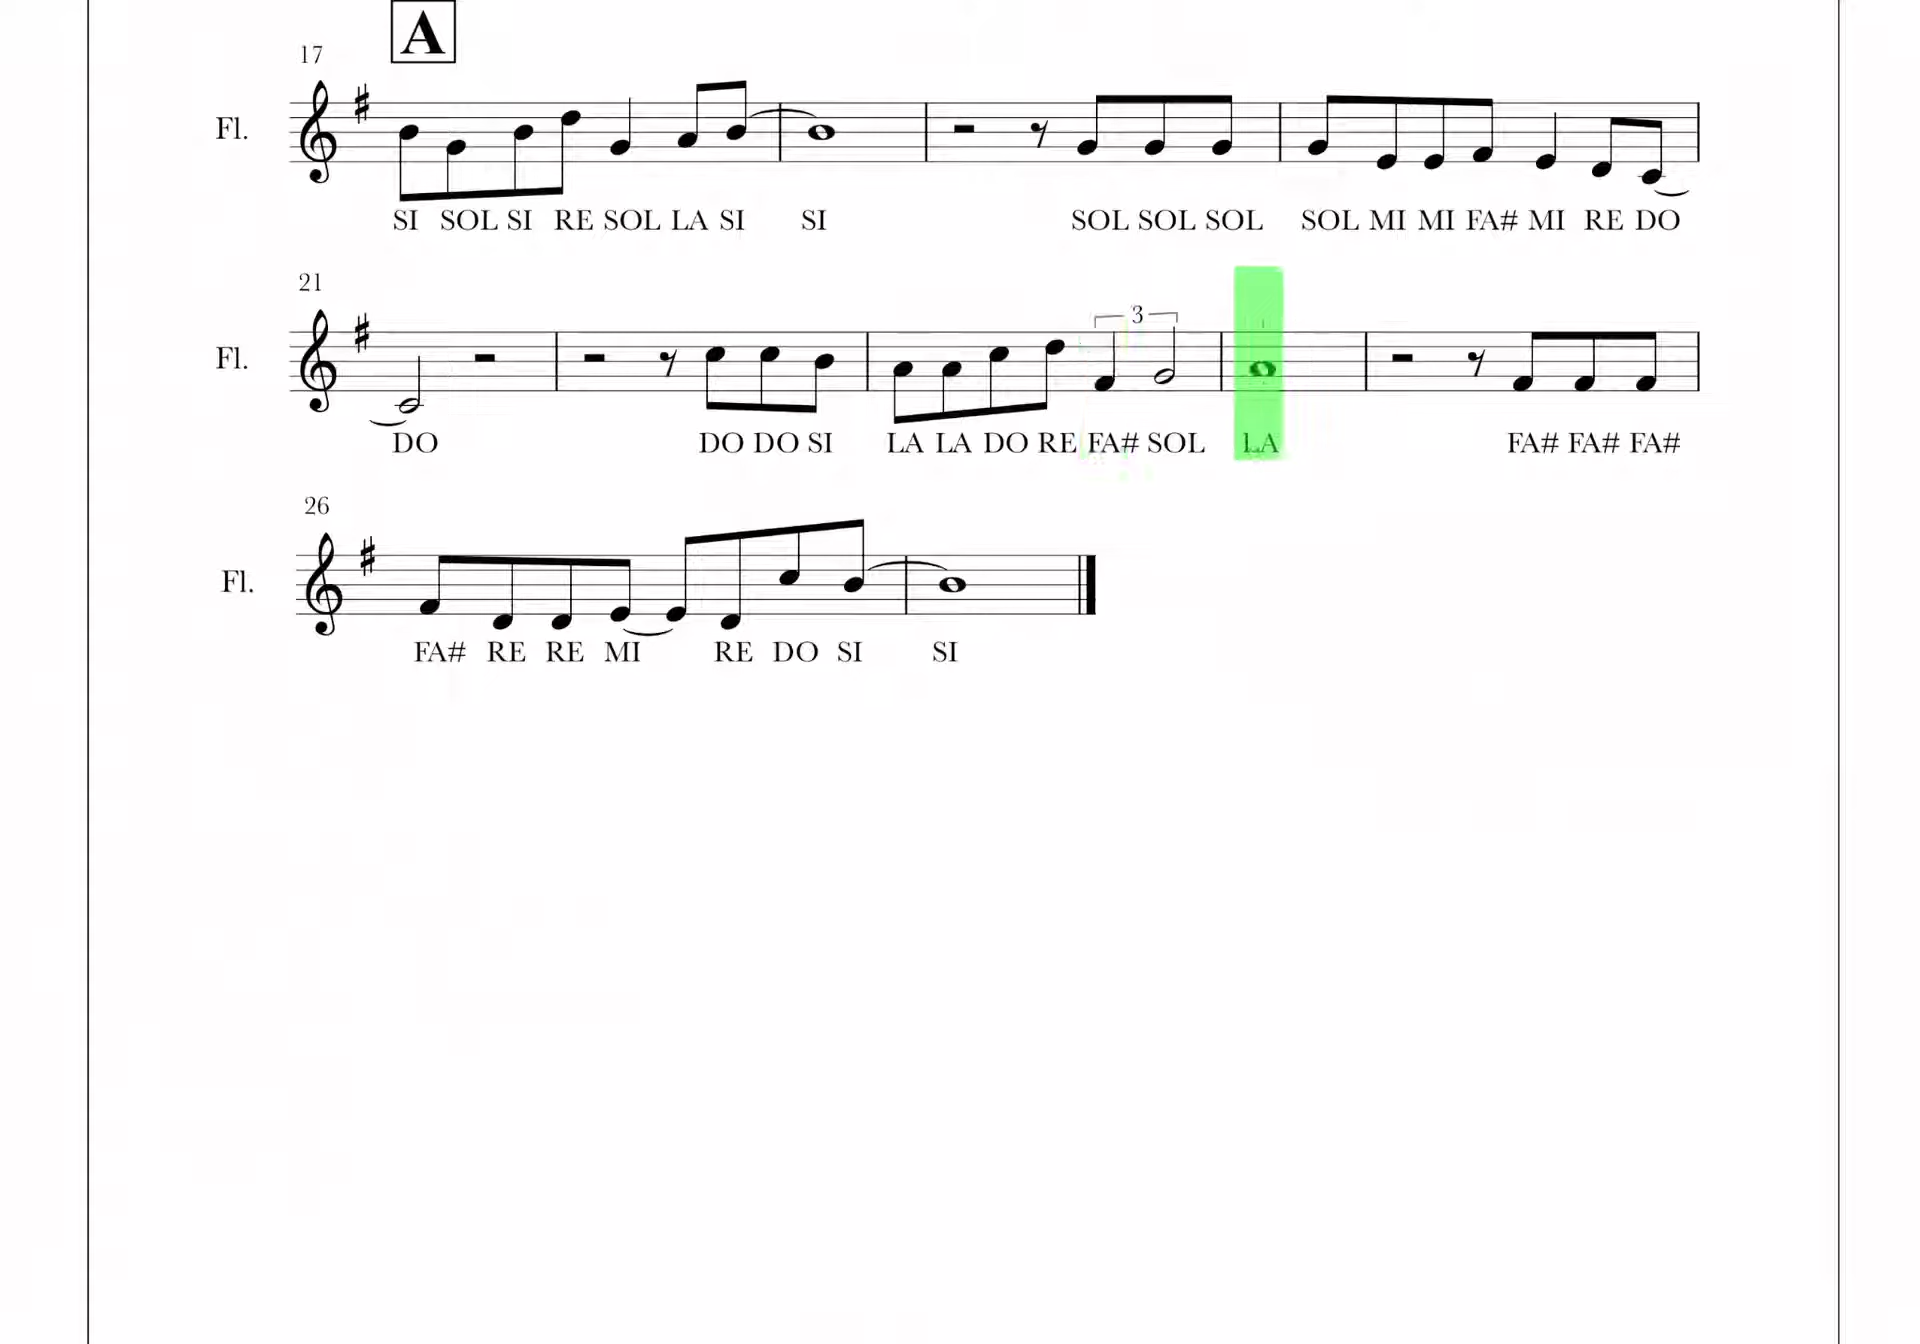 A
17
Fl.
SI SOL SI RE SOL LA SI SI SOL SOL SOL SOL MI MI FA# MI RE DO
21
3
Fl.
DO DO DO SI LA LA DO RE FA# SOL LA FA# FA# FA#
26
Fl.
FA# RE RE MI RE DO SI SI